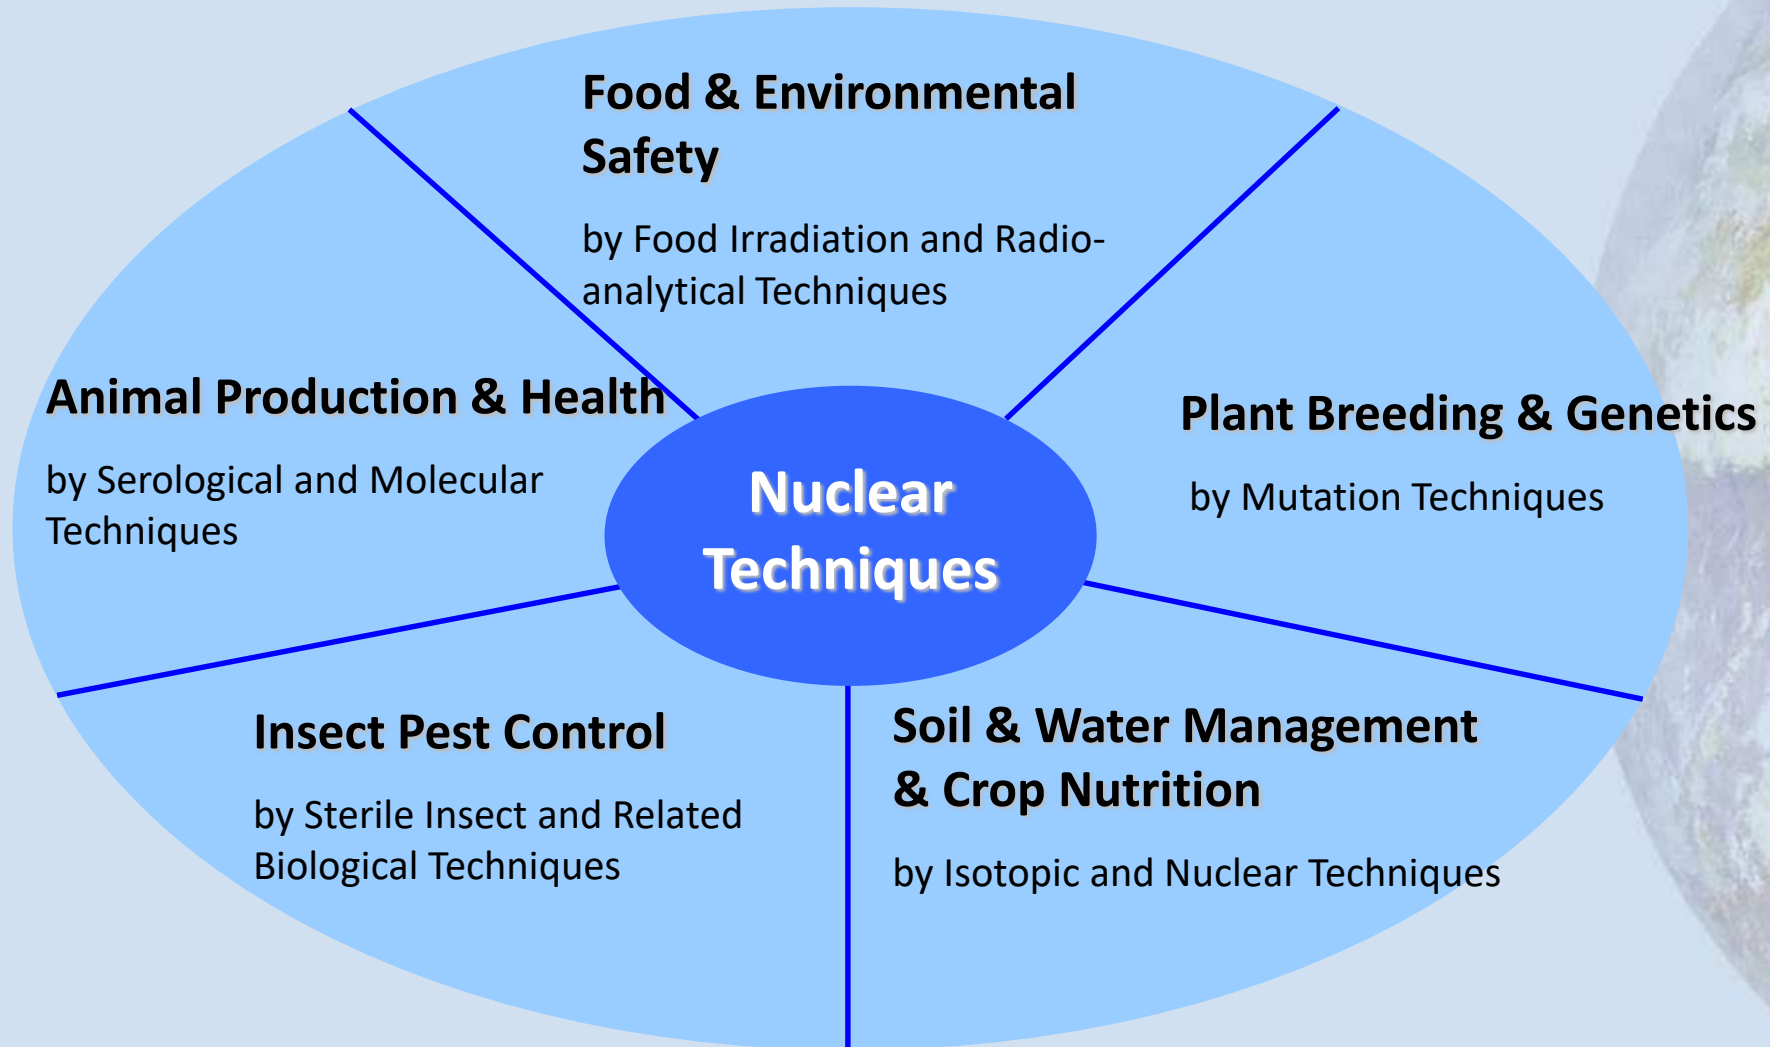 Food & Environmental
Safety
by Food Irradiation and Radio-
analytical Techniques
Animal Production & Health
by Serological and Molecular
Techniques
Plant Breeding & Genetics
by Mutation Techniques
Nuclear
Techniques
Insect Pest Control
by Sterile Insect and Related
Biological Techniques
Soil & Water Management
& Crop Nutrition
by Isotopic and Nuclear Techniques